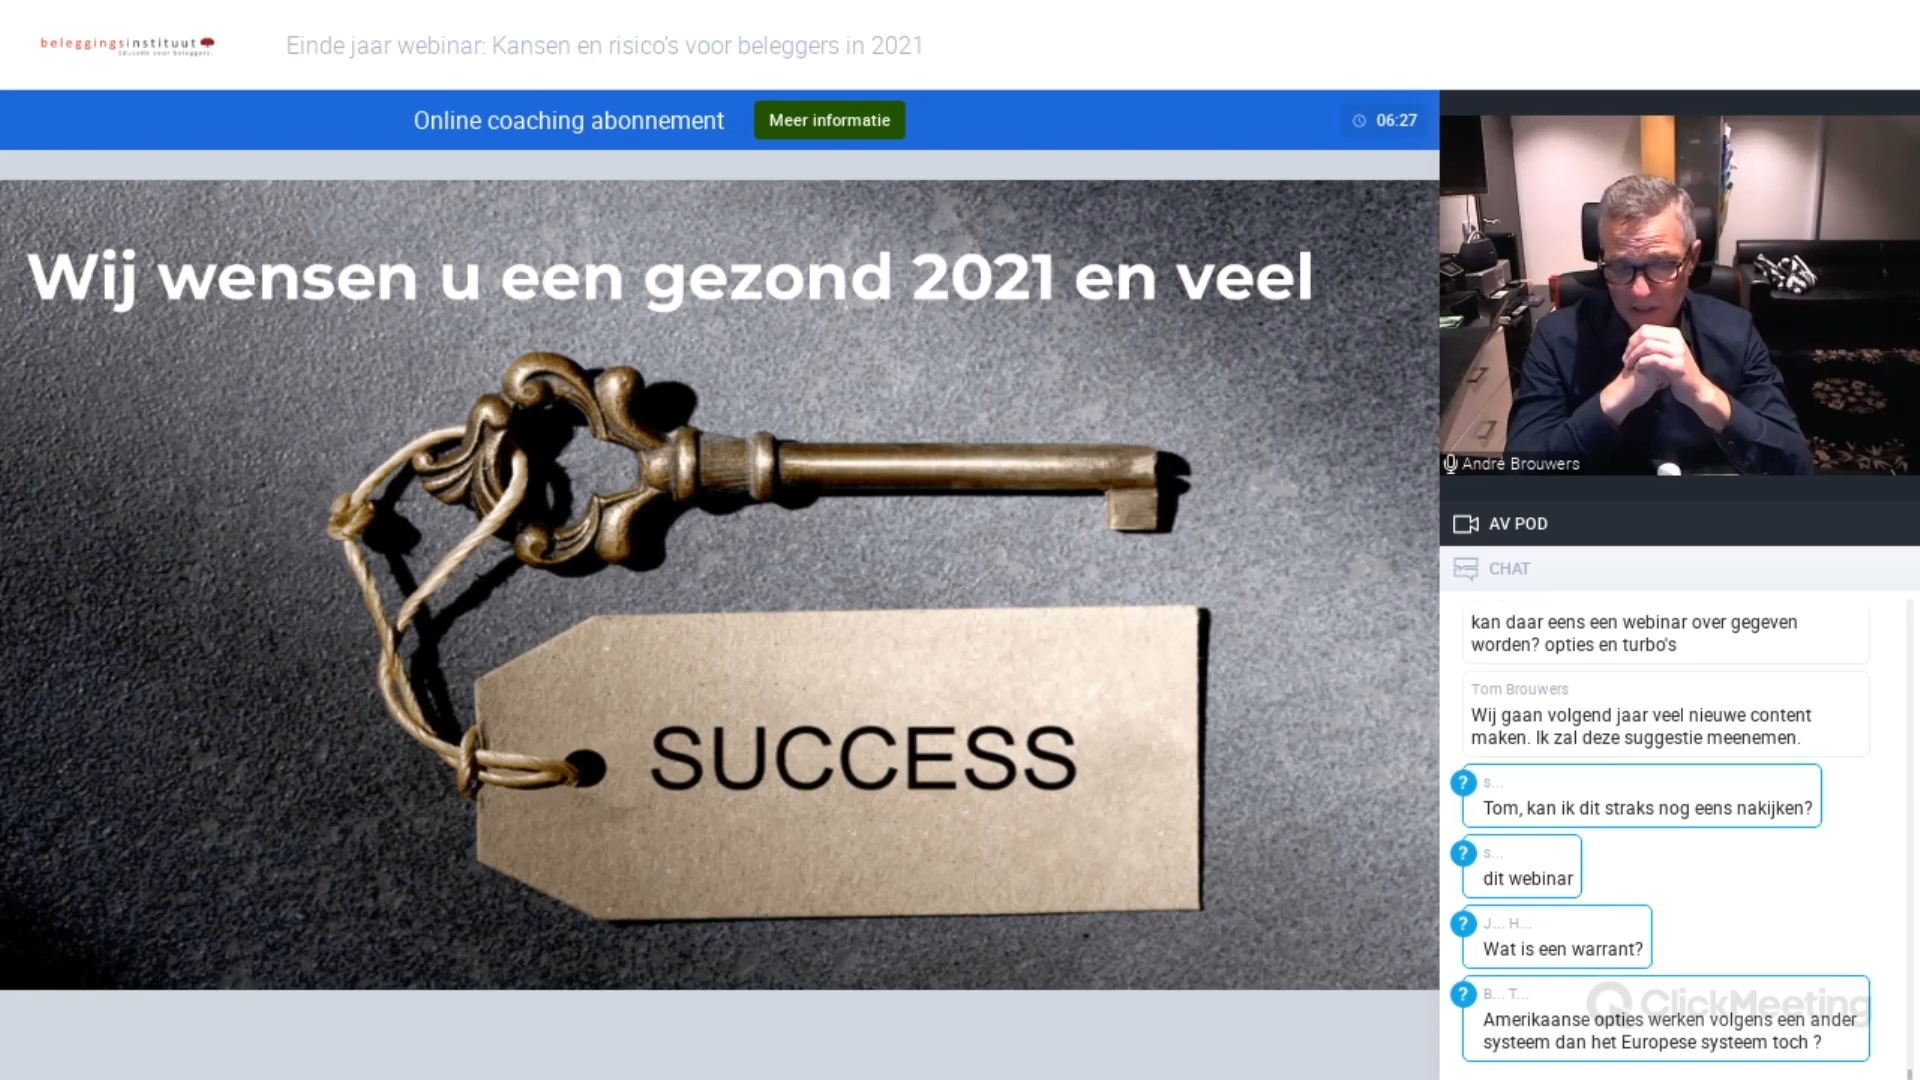 beleggingsinstituut
Educatie voor beleggers.
Einde jaar webinar: Kansen en risico's voor beleggers in 2021
Online coaching abonnement
Meer informatie
06:27
Wij wensen u een gezond 2021 en veel
SUCCESS
André Brouwers
AV POD
CHAT
kan daar eens een webinar over gegeven
worden? opties en turbo's
Tom Brouwers
Wij gaan volgend jaar veel nieuwe content
maken. Ik zal deze suggestie meenemen.
? s...
Tom, kan ik dit straks nog eens nakijken?
? s...
dit webinar
? J... H...
Wat is een warrant?
? B... T...
Amerikaanse opties werken volgens een ander
systeem dan het Europese systeem toch ?
ClickMeeting